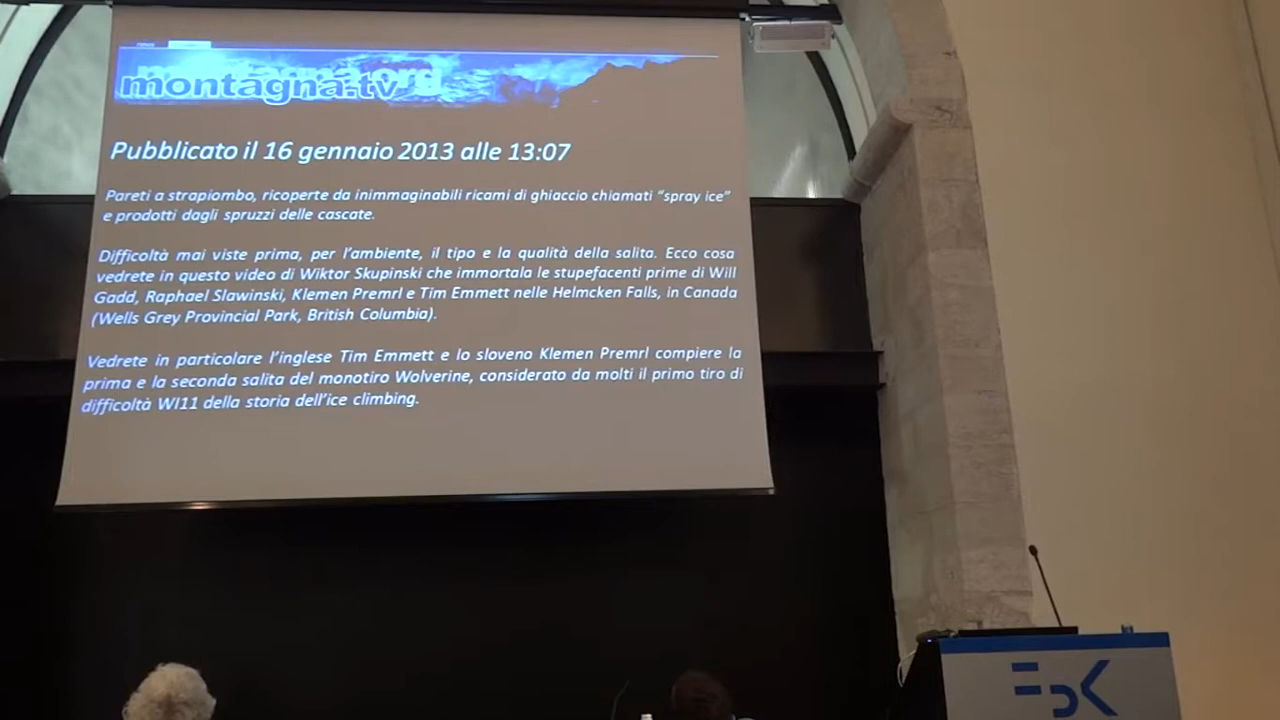 montagna.tv
Pubblicato il 16 gennaio 2013 alle 13:07
Pareti a strapiombo, ricoperte da inimmaginabili ricami di ghiaccio chiamati “spray ice”
e prodotti dagli spruzzi delle cascate.
Difficoltà mai viste prima, per l’ambiente, il tipo e la qualità della salita. Ecco cosa
vedrete in questo video di Wiktor Skupinski che immortala le stupefacenti prime di Will
Gadd, Raphael Slawinski, Klemen Premrl e Tim Emmett nelle Helmcken Falls, in Canada
(Wells Grey Provincial Park, British Columbia).
Vedrete in particolare l’inglese Tim Emmett e lo sloveno Klemen Premrl compiere la
prima e la seconda salita del monotiro Wolverine, considerato da molti il primo tiro di
difficoltà WI11 della storia dell’ice climbing.
FBK